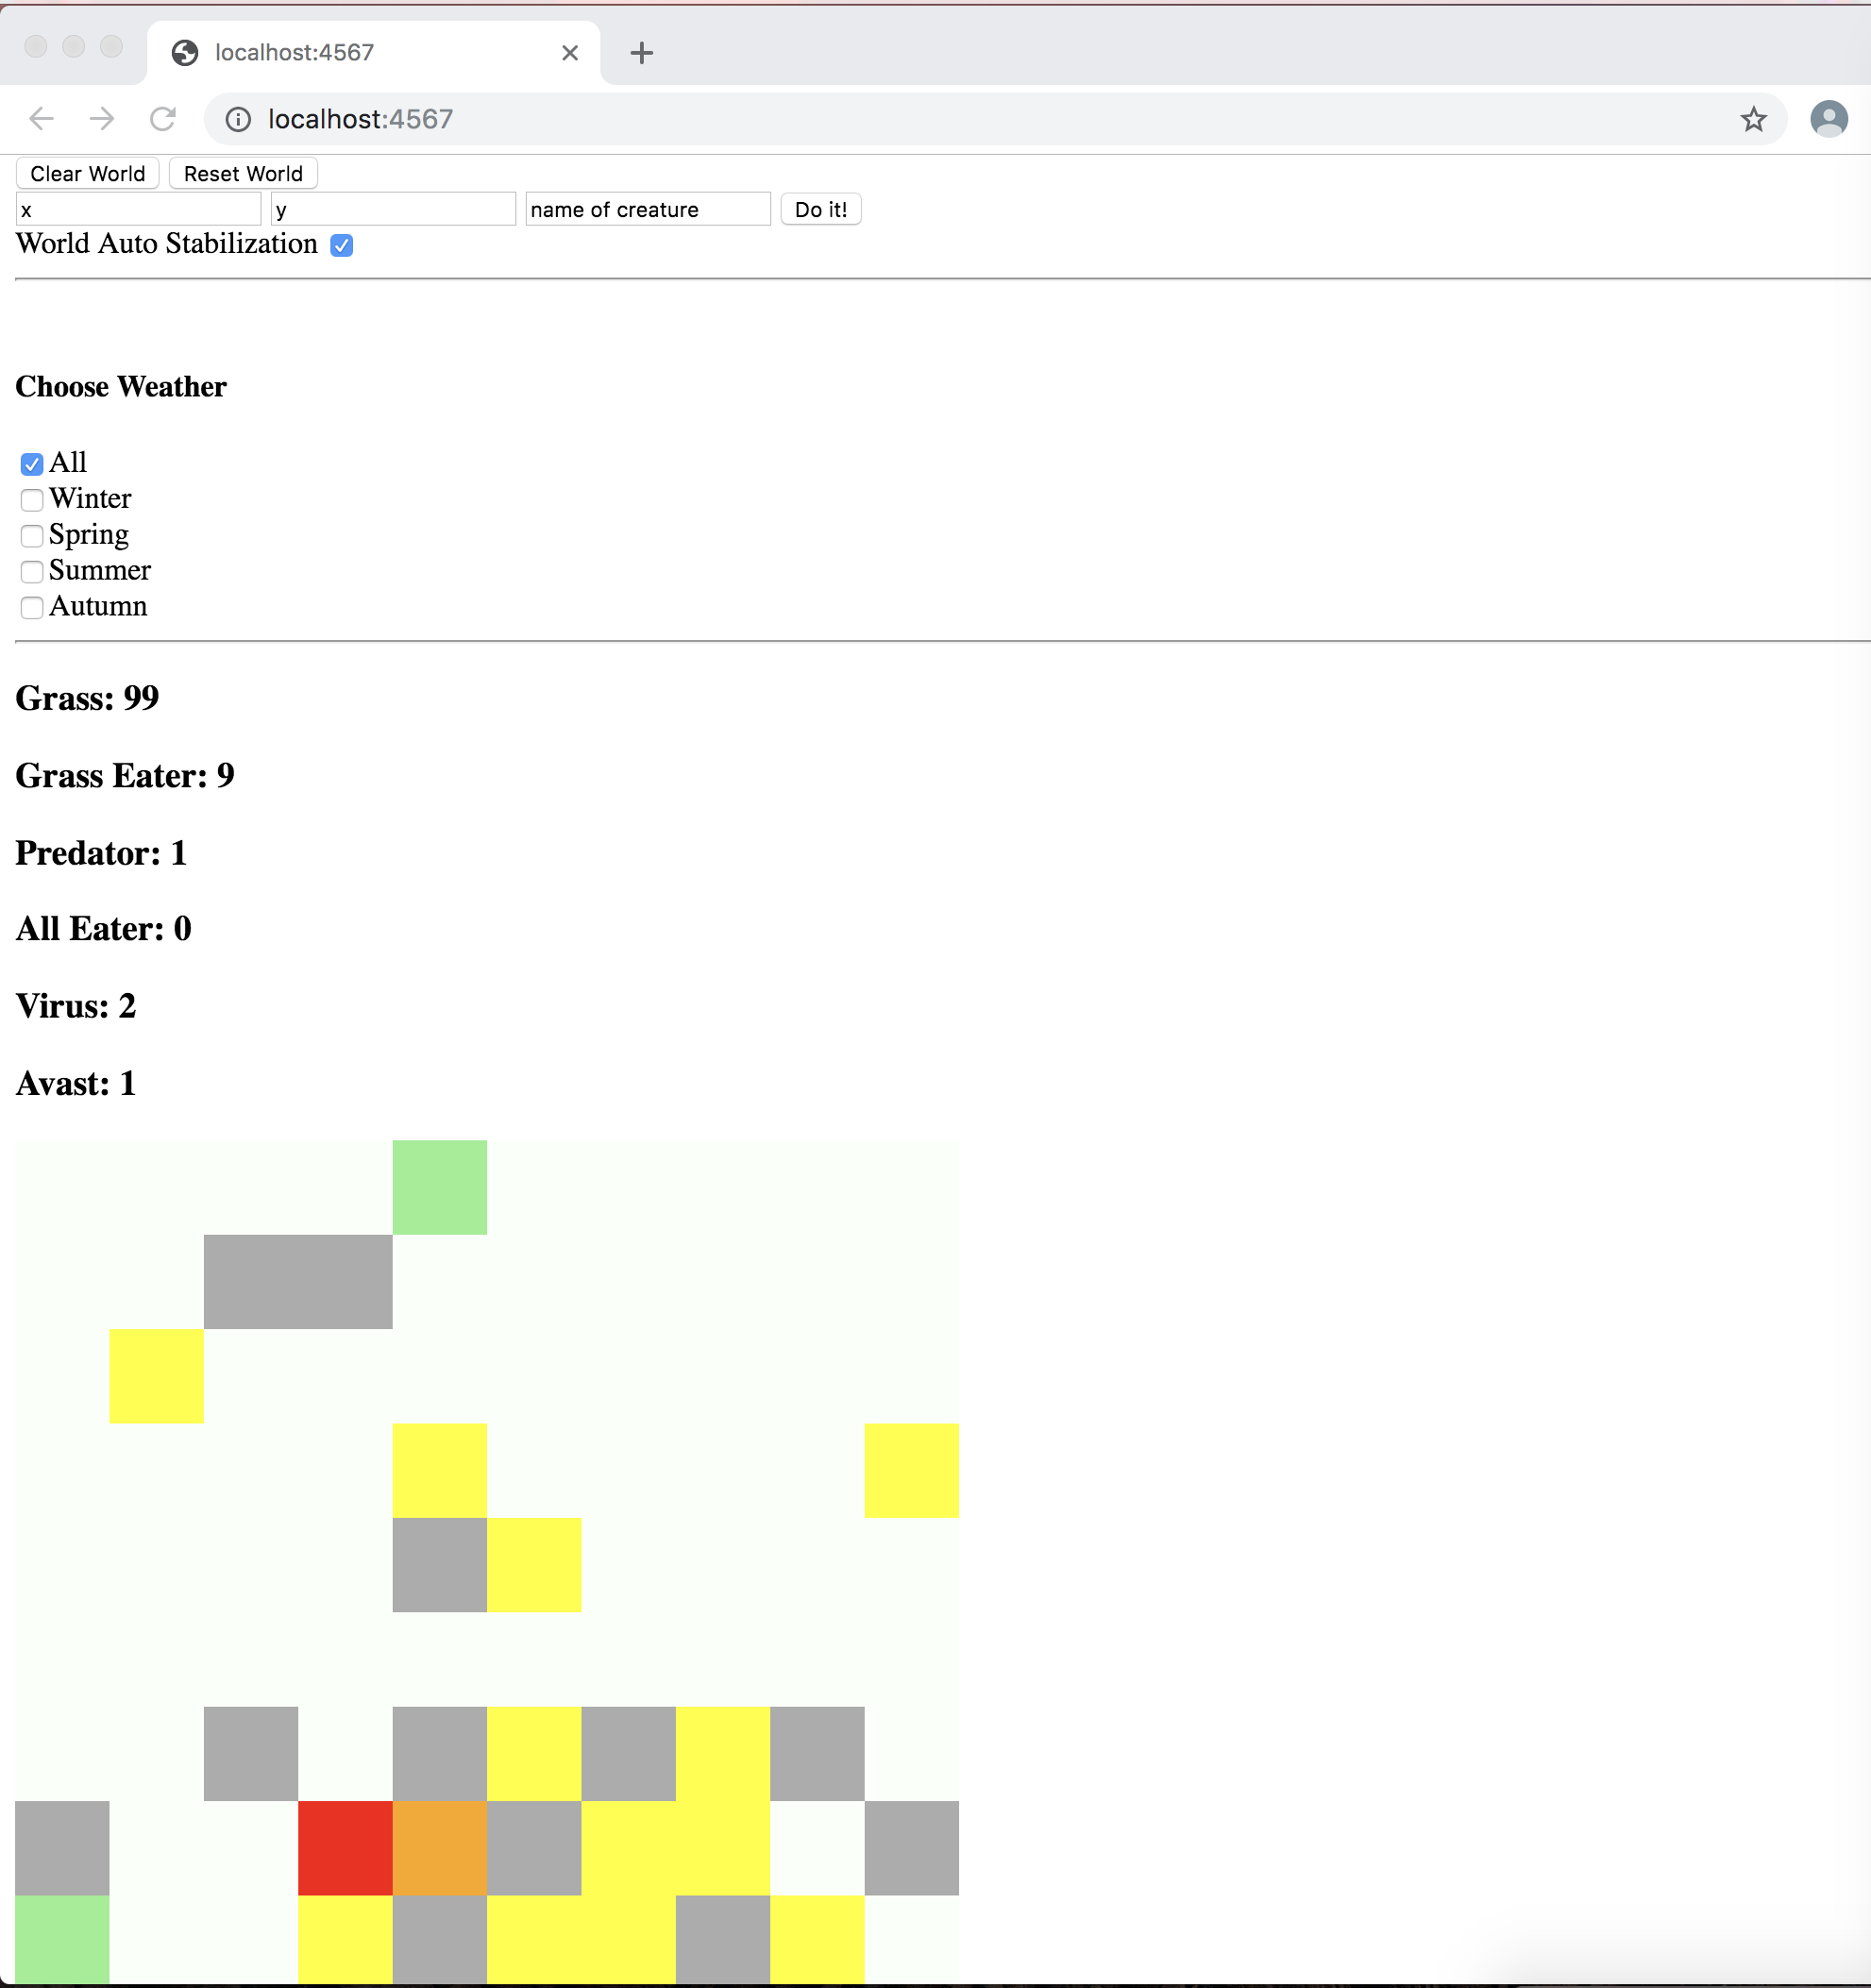 localhost:4567
localhost:4567
Clear World Reset World
x y name of creature Do it!
World Auto Stabilization
Choose Weather
All
Winter
Spring
Summer
Autumn
Grass: 99
Grass Eater: 9
Predator: 1
All Eater: 0
Virus: 2
Avast: 1